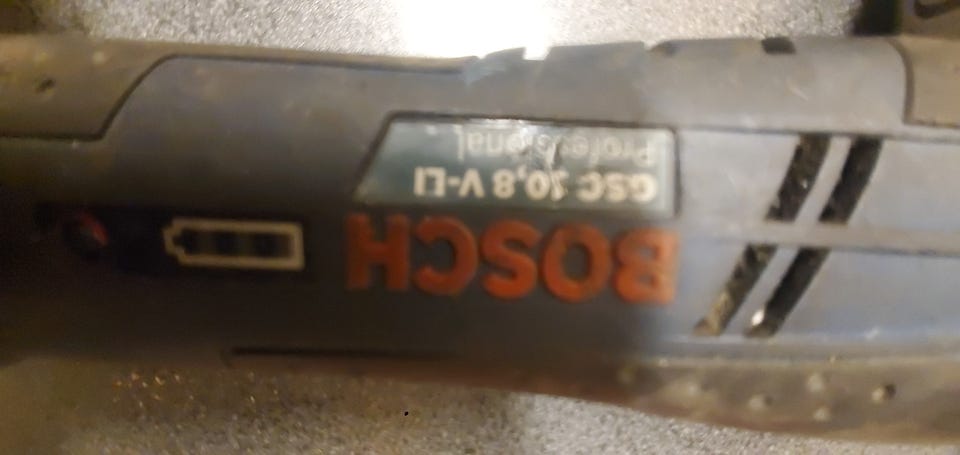 BOSCH
GSC 10,8 V-LI
Professional